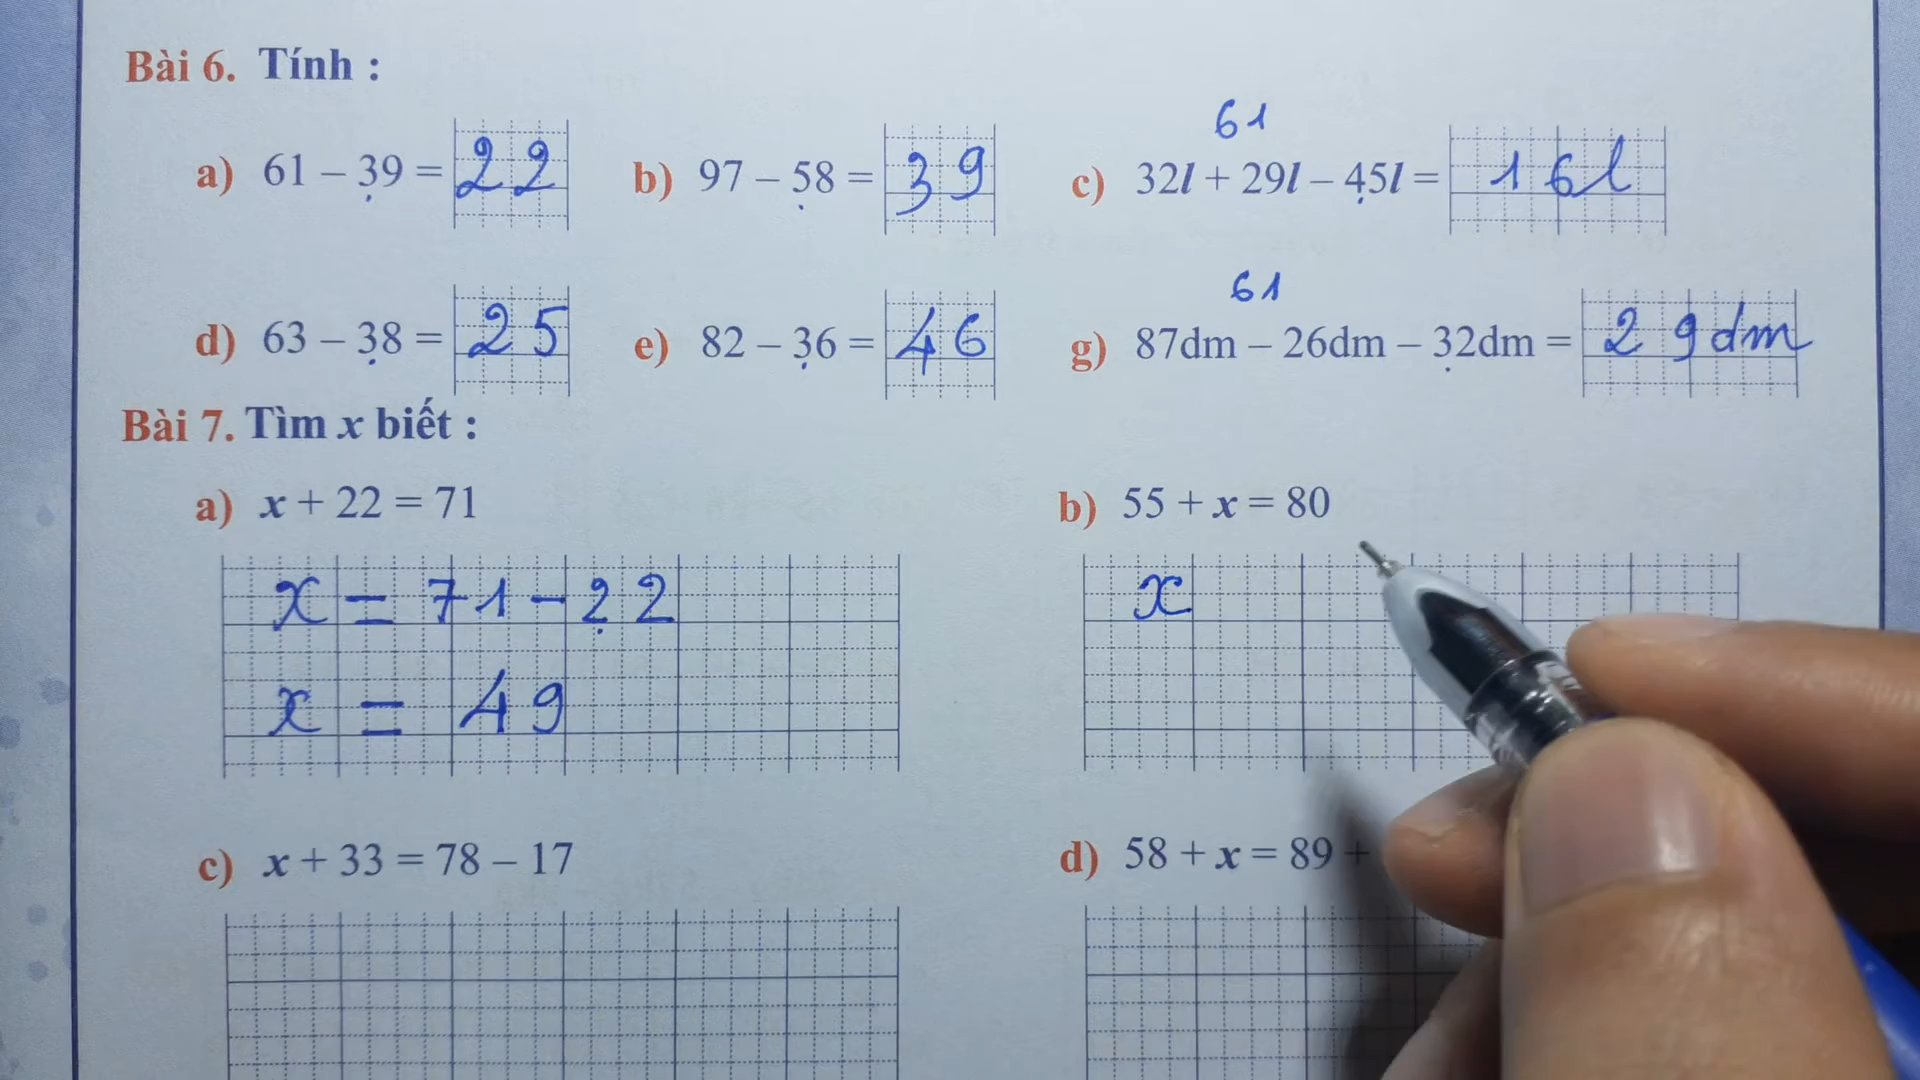 Bài 6. Tính :
61
a) 61 – 39 = 22 b) 97 – 58 = 39 c) 32l + 29l – 45l = 16l
61
d) 63 – 38 = 25 e) 82 – 36 = 46 g) 87dm – 26dm – 32dm = 29dm
Bài 7. Tìm x biết :
a) x + 22 = 71 b) 55 + x = 80
x = 71 - 22 x
x = 49
c) x + 33 = 78 – 17 d) 58 + x = 89 +